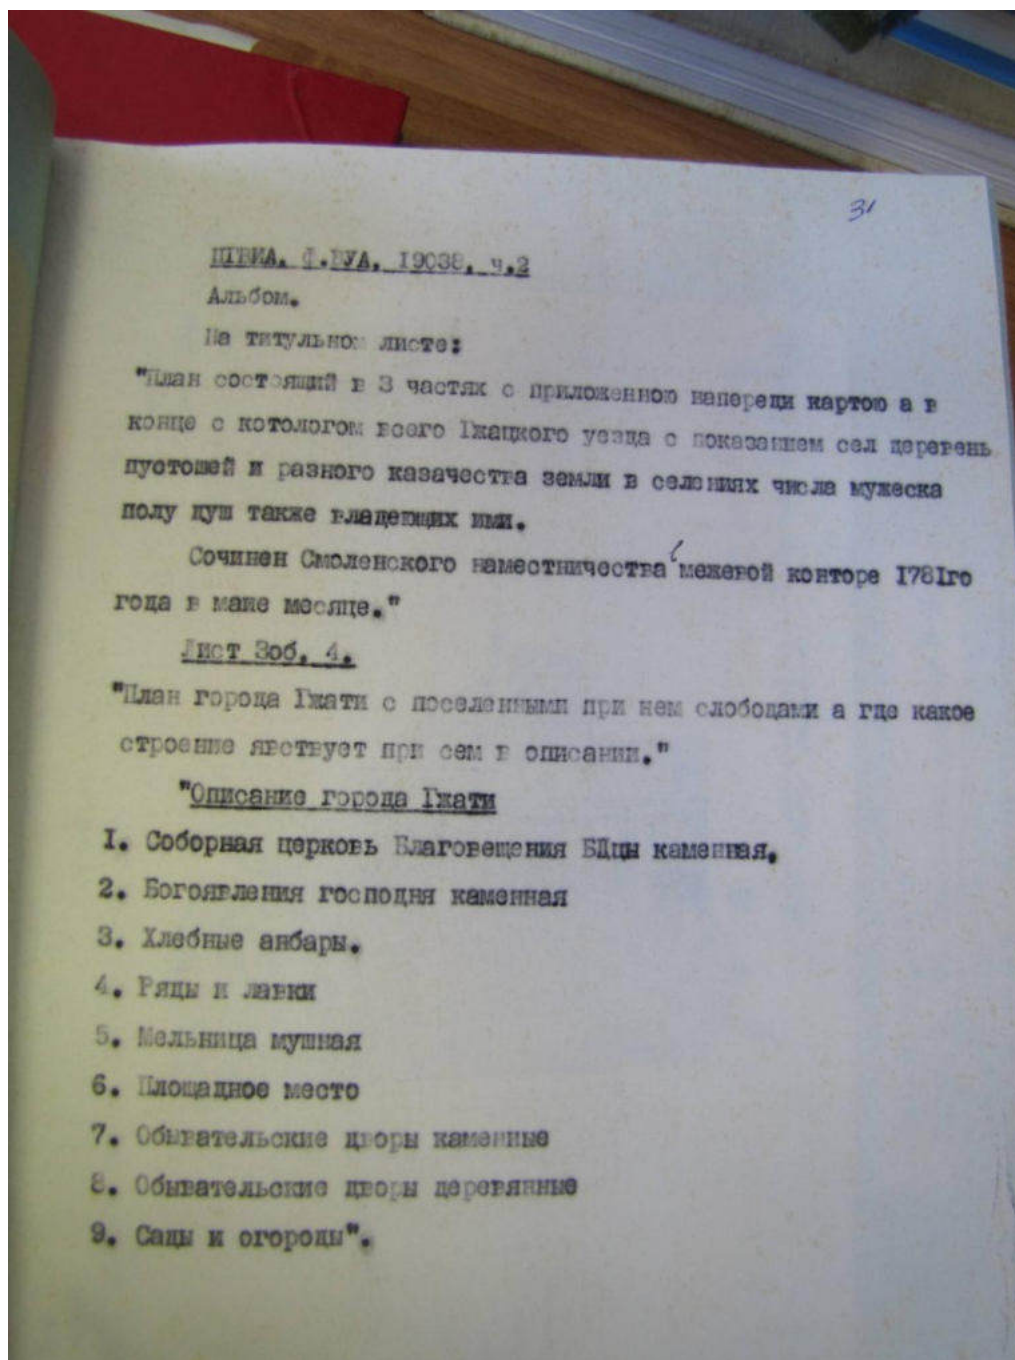 31
ЦГВИА. Ф.ВУА. 19038, ч.2
Альбом.
На титульном листе:
"План состоящий в 3 частях с приложенною напереди картою а в
конце с котологом всего Гжацкого уезда с показанием сел деревень
пустошей и разного казачества земли в селениях числа мужеска
полу душ также владеющих ими.
Сочинен Смоленского наместничества межевой конторе 1781го
года в маие месяце."
Лист 3об. 4.
"План города Гжати с поселенными при нем слободами а где какое
строение явствует при сем в описании."
"Описание города Гжати
1. Соборная церковь Благовещения БДцы каменная.
2. Богоявления господня каменная
3. Хлебные анбары.
4. Ряды и лавки
5. Мельница мушная
6. Площадное место
7. Обывательские дворы каменные
8. Обывательские дворы деревянные
9. Сады и огороды".